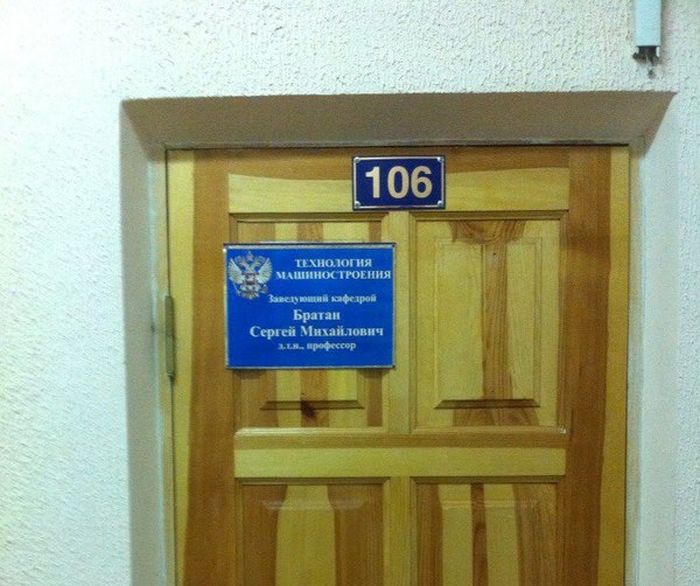 106
ТЕХНОЛОГИЯ
МАШИНОСТРОЕНИЯ
Заведующий кафедрой
Братан
Сергей Михайлович
д.т.н., профессор